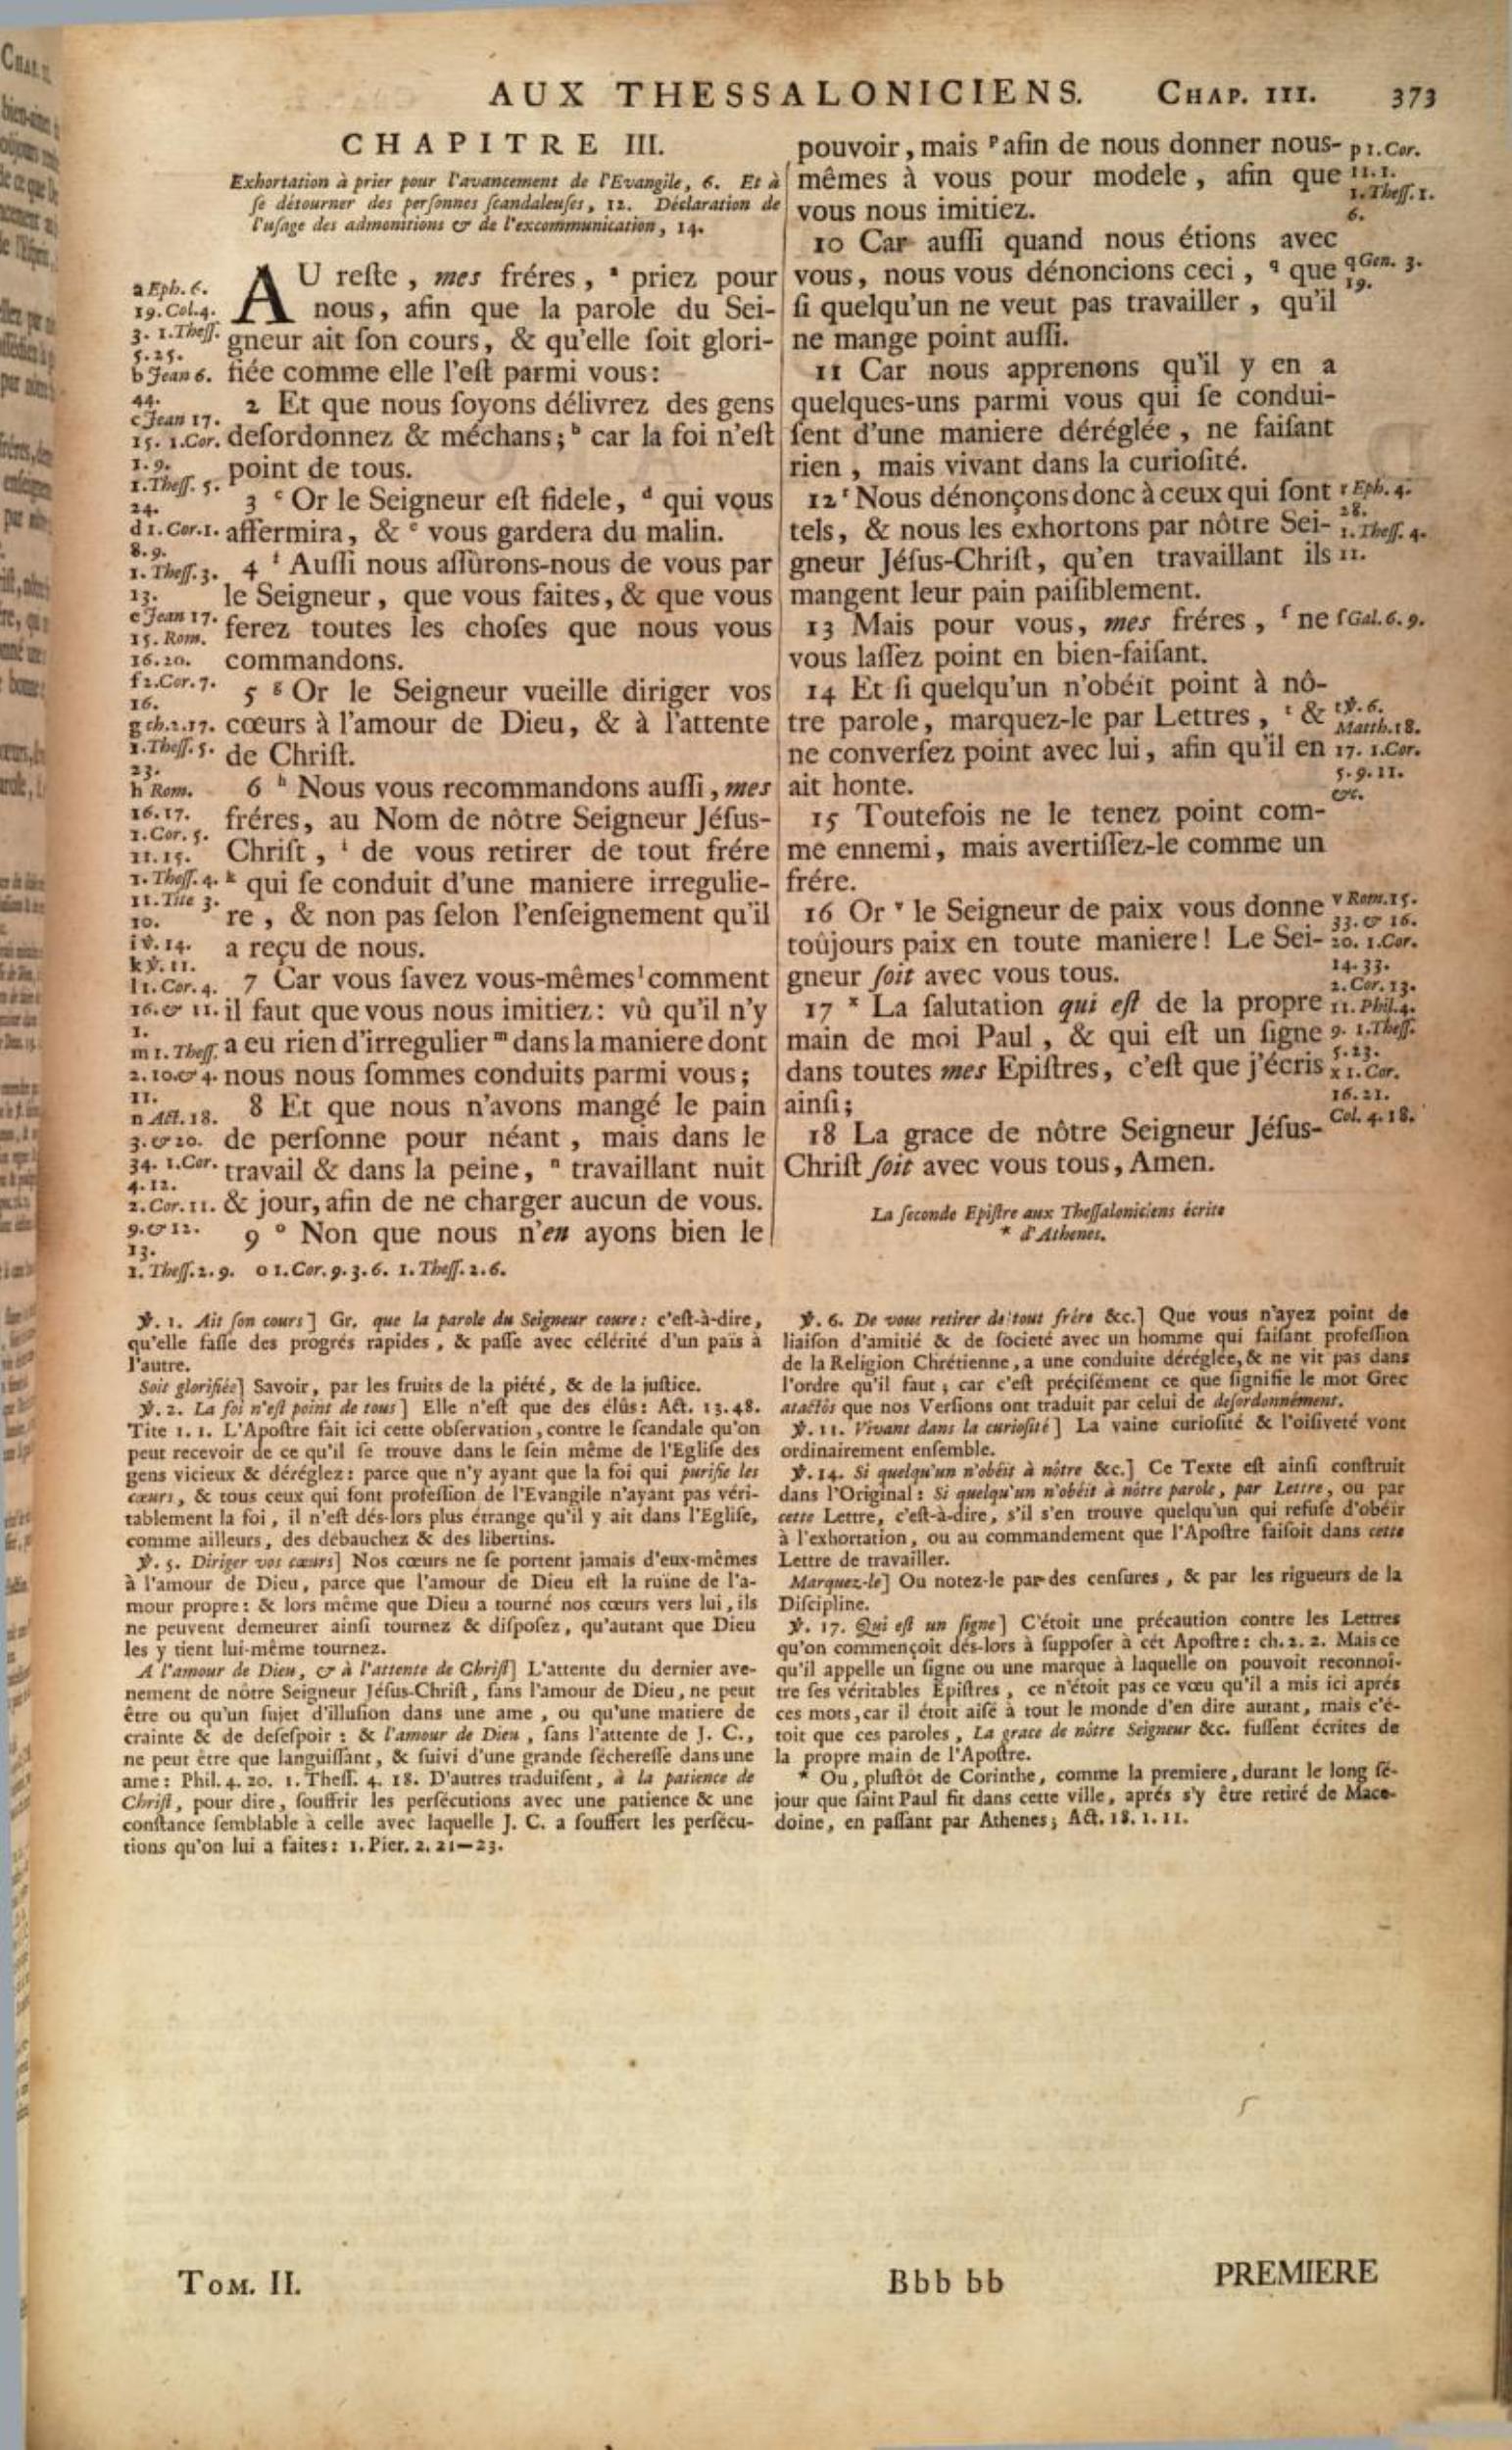 AUX THESSALONICIENS. CHAP. III. 373
CHAPITRE III.
Exhortation à prier pour l'avancement de l'Evangile, 6. Et à
ſe détourner des perſonnes ſcandaleuſes, 12. Déclaration de
l'uſage des admonitions & de l'excommunication, 14.
AU reſte, mes fréres, ᵃ priez pour
nous, afin que la parole du Sei-
gneur ait ſon cours, & qu'elle ſoit glori-
fiée comme elle l'eſt parmi vous:
2 Et que nous ſoyons délivrez des gens
deſordonnez & méchans; ᵇ car la foi n'eſt
point de tous.
3 ᶜ Or le Seigneur eſt fidele, ᵈ qui vous
affermira, & ᵉ vous gardera du malin.
4 ᶠ Auſſi nous aſſûrons-nous de vous par
le Seigneur, que vous faites, & que vous
ferez toutes les choſes que nous vous
commandons.
5 ᵍ Or le Seigneur vueille diriger vos
cœurs à l'amour de Dieu, & à l'attente
de Chriſt.
6 ʰ Nous vous recommandons auſſi, mes
fréres, au Nom de nôtre Seigneur Jéſus-
Chriſt, ⁱ de vous retirer de tout frére
ᵏ qui ſe conduit d'une maniere irregulie-
re, & non pas ſelon l'enſeignement qu'il
a reçu de nous.
7 Car vous ſavez vous-mêmes ˡ comment
il faut que vous nous imitiez: vû qu'il n'y
a eu rien d'irregulier ᵐ dans la maniere dont
nous nous ſommes conduits parmi vous;
8 Et que nous n'avons mangé le pain
de perſonne pour néant, mais dans le
travail & dans la peine, ⁿ travaillant nuit
& jour, afin de ne charger aucun de vous.
9 ᵒ Non que nous n'en ayons bien le
a Eph. 6.
19. Col. 4.
3. 1. Theſſ.
5. 25.
b Jean 6.
44.
c Jean 17.
15. 1. Cor.
1. 9.
1. Theſſ. 5.
24.
d 1. Cor. 1.
8. 9.
1. Theſſ. 3.
13.
e Jean 17.
15. Rom.
16. 20.
f 2. Cor. 7.
16.
g ch. 2. 17.
1. Theſſ. 5.
23.
h Rom.
16. 17.
1. Cor. 5.
11. 15.
1. Theſſ. 4.
11. Tite 3.
10.
i ℣. 14.
k ℣. 11.
l 1. Cor. 4.
16. & 11.
1.
m 1. Theſſ.
2. 10. & 4.
11.
n Act. 18.
3. & 20.
34. 1. Cor.
4. 12.
2. Cor. 11.
9. & 12.
13.
1. Theſſ. 2. 9. o 1. Cor. 9. 3. 6. 1. Theſſ. 2. 6.
pouvoir, mais ᵖ afin de nous donner nous-
mêmes à vous pour modele, afin que
vous nous imitiez.
10 Car auſſi quand nous étions avec
vous, nous vous dénoncions ceci, ᑫ que
ſi quelqu'un ne veut pas travailler, qu'il
ne mange point auſſi.
11 Car nous apprenons qu'il y en a
quelques-uns parmi vous qui ſe condui-
ſent d'une maniere déréglée, ne faiſant
rien, mais vivant dans la curioſité.
12 ʳ Nous dénonçons donc à ceux qui ſont
tels, & nous les exhortons par nôtre Sei-
gneur Jéſus-Chriſt, qu'en travaillant ils
mangent leur pain paiſiblement.
13 Mais pour vous, mes fréres, ˢ ne
vous laſſez point en bien-faiſant.
14 Et ſi quelqu'un n'obéit point à nô-
tre parole, marquez-le par Lettres, ᵗ &
ne converſez point avec lui, afin qu'il en
ait honte.
15 Toutefois ne le tenez point com-
me ennemi, mais avertiſſez-le comme un
frére.
16 Or ᵛ le Seigneur de paix vous donne
toûjours paix en toute maniere! Le Sei-
gneur ſoit avec vous tous.
17 ˣ La ſalutation qui eſt de la propre
main de moi Paul, & qui eſt un ſigne
dans toutes mes Epiſtres, c'eſt que j'écris
ainſi;
18 La grace de nôtre Seigneur Jéſus-
Chriſt ſoit avec vous tous, Amen.
La ſeconde Epiſtre aux Theſſaloniciens écrite
* d'Athenes.
p 1. Cor.
11. 1.
1. Theſſ. 1.
6.
q Gen. 3.
19.
r Eph. 4.
28.
1. Theſſ. 4.
11.
ſ Gal. 6. 9.
t ℣. 6.
Matth. 18.
17. 1. Cor.
5. 9. 11.
&c.
v Rom. 15.
33. & 16.
20. 1. Cor.
14. 33.
2. Cor. 13.
11. Phil. 4.
9. 1. Theſſ.
5. 23.
x 1. Cor.
16. 21.
Col. 4. 18.
℣. 1. Ait ſon cours] Gr. que la parole du Seigneur coure: c'eſt-à-dire,
qu'elle faſſe des progrés rapides, & paſſe avec célérité d'un païs à
l'autre.
Soit glorifiée] Savoir, par les fruits de la piété, & de la juſtice.
℣. 2. La foi n'eſt point de tous] Elle n'eſt que des élûs: Act. 13. 48.
Tite 1. 1. L'Apoſtre fait ici cette obſervation, contre le ſcandale qu'on
peut recevoir de ce qu'il ſe trouve dans le ſein même de l'Egliſe des
gens vicieux & déréglez: parce que n'y ayant que la foi qui purifie les
cœurs, & tous ceux qui font profeſſion de l'Evangile n'ayant pas véri-
tablement la foi, il n'eſt dés-lors plus étrange qu'il y ait dans l'Egliſe,
comme ailleurs, des débauchez & des libertins.
℣. 5. Diriger vos cœurs] Nos cœurs ne ſe portent jamais d'eux-mêmes
à l'amour de Dieu, parce que l'amour de Dieu eſt la ruïne de l'a-
mour propre: & lors même que Dieu a tourné nos cœurs vers lui, ils
ne peuvent demeurer ainſi tournez & diſpoſez, qu'autant que Dieu
les y tient lui-même tournez.
A l'amour de Dieu, & à l'attente de Chriſt] L'attente du dernier ave-
nement de nôtre Seigneur Jéſus-Chriſt, ſans l'amour de Dieu, ne peut
être ou qu'un ſujet d'illuſion dans une ame, ou qu'une matiere de
crainte & de deſeſpoir: & l'amour de Dieu, ſans l'attente de J. C.,
ne peut être que languiſſant, & ſuivi d'une grande ſécherefſe dans une
ame: Phil. 4. 20. 1. Theſſ. 4. 18. D'autres traduiſent, à la patience de
Chriſt, pour dire, ſouffrir les perſécutions avec une patience & une
conſtance ſemblable à celle avec laquelle J. C. a ſouffert les perſécu-
tions qu'on lui a faites: 1. Pier. 2. 21—23.
℣. 6. De vous retirer de tout frére &c.] Que vous n'ayez point de
liaiſon d'amitié & de ſocieté avec un homme qui faiſant profeſſion
de la Religion Chrétienne, a une conduite déréglée, & ne vit pas dans
l'ordre qu'il faut; car c'eſt préciſément ce que ſignifie le mot Grec
atactôs que nos Verſions ont traduit par celui de deſordonnément.
℣. 11. Vivant dans la curioſité] La vaine curioſité & l'oiſiveté vont
ordinairement enſemble.
℣. 14. Si quelqu'un n'obéit à nôtre &c.] Ce Texte eſt ainſi conſtruit
dans l'Original: Si quelqu'un n'obéit à nôtre parole, par Lettre, ou par
cette Lettre, c'eſt-à-dire, s'il s'en trouve quelqu'un qui refuſe d'obéir
à l'exhortation, ou au commandement que l'Apoſtre faiſoit dans cette
Lettre de travailler.
Marquez-le] Ou notez-le par des cenſures, & par les rigueurs de la
Diſcipline.
℣. 17. Qui eſt un ſigne] C'étoit une précaution contre les Lettres
qu'on commençoit dés-lors à ſuppoſer à cét Apoſtre: ch. 2. 2. Mais ce
qu'il appelle un ſigne ou une marque à laquelle on pouvoit reconnoî-
tre ſes véritables Epiſtres, ce n'étoit pas ce vœu qu'il a mis ici aprés
ces mots, car il étoit aiſé à tout le monde d'en dire autant, mais c'é-
toit que ces paroles, La grace de nôtre Seigneur &c. fuſſent écrites de
la propre main de l'Apoſtre.
* Ou, pluſtôt de Corinthe, comme la premiere, durant le long ſé-
jour que ſaint Paul fit dans cette ville, aprés s'y être retiré de Mace-
doine, en paſſant par Athenes; Act. 18. 1. 11.
TOM. II. Bbb bb PREMIERE